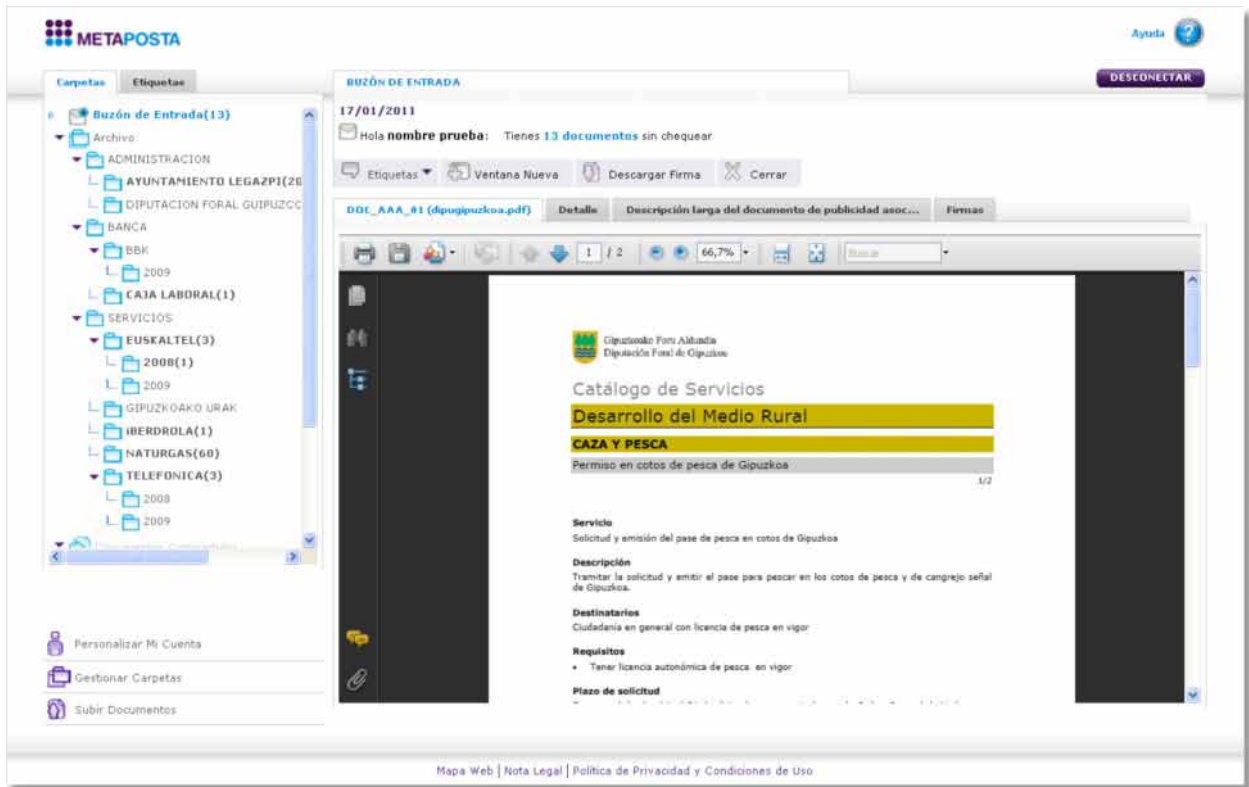 METAPOSTA
Ayuda
?
Carpetas Etiquetas
BUZÓN DE ENTRADA
DESCONECTAR
Buzón de Entrada(13)
Archivo
ADMINISTRACION
AYUNTAMIENTO LEGAZPI(20
DIPUTACION FORAL GUIPUZCC
BANCA
BBK
2009
CAJA LABORAL(1)
SERVICIOS
EUSKALTEL(3)
2008(1)
2009
GIPUZKOAKO URAK
iBERDROLA(1)
NATURGAS(60)
TELEFONICA(3)
2008
2009
Personalizar Mi Cuenta
Gestionar Carpetas
Subir Documentos
17/01/2011
Hola nombre prueba: Tienes 13 documentos sin chequear
Etiquetas Ventana Nueva Descargar Firma Cerrar
DOC_AAA_#1 (dipugipuzkoa.pdf) Detalle Descripción larga del documento de publicidad asoc... Firmas
1 / 2 66,7% Buscar
Gipuzkoako Foru Aldundia
Diputación Foral de Gipuzkoa
Catálogo de Servicios
Desarrollo del Medio Rural
CAZA Y PESCA
Permiso en cotos de pesca de Gipuzkoa
1/2
Servicio
Solicitud y emisión del pase de pesca en cotos de Gipuzkoa
Descripción
Tramitar la solicitud y emitir el pase para pescar en los cotos de pesca y de cangrejo señal
de Gipuzkoa.
Destinatarios
Ciudadanía en general con licencia de pesca en vigor
Requisitos
• Tener licencia autonómica de pesca en vigor
Plazo de solicitud
Mapa Web | Nota Legal | Política de Privacidad y Condiciones de Uso